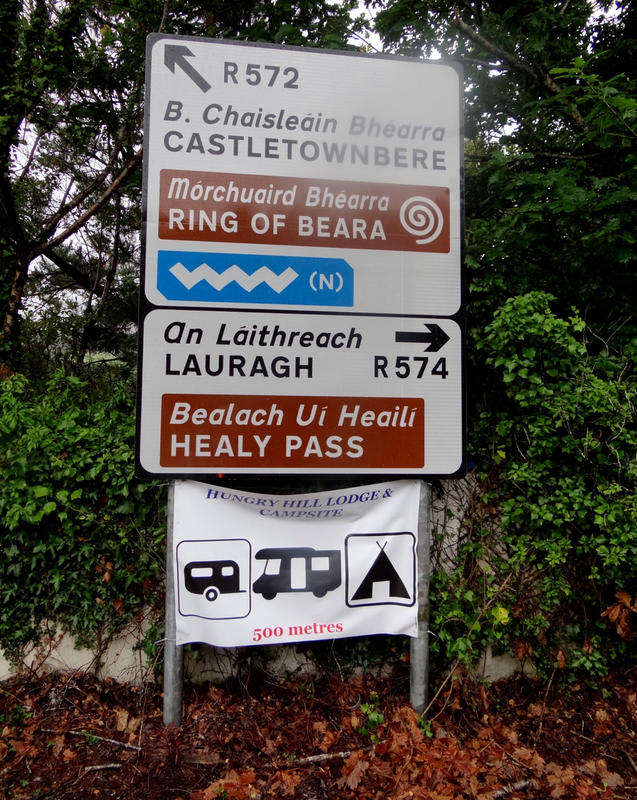 R572
B. Chaisleáin Bhéarra
CASTLETOWNBERE
Mórchuaird Bhéarra
RING OF BEARA
(N)
An Láithreach
LAURAGH R574
Bealach Uí Heailí
HEALY PASS
HUNGRY HILL LODGE &
CAMPSITE
500 metres